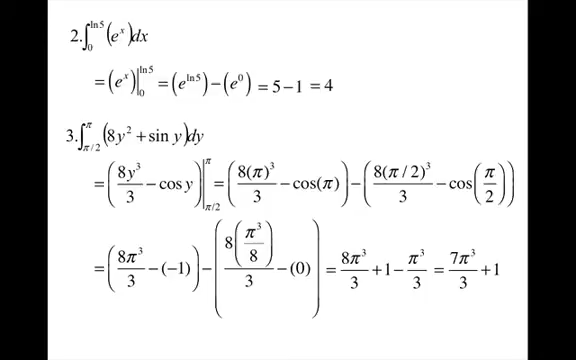 2. ∫₀^{ln5} (e^x)dx
= (e^x)|₀^{ln5} = (e^{ln5}) − (e^0) = 5 − 1 = 4
3. ∫_{π/2}^{π} (8y² + sin y)dy
= (8y³/3 − cos y)|_{π/2}^{π} = (8(π)³/3 − cos(π)) − (8(π/2)³/3 − cos(π/2))
= (8π³/3 − (−1)) − (8(π³/8)/3 − (0)) = 8π³/3 + 1 − π³/3 = 7π³/3 + 1